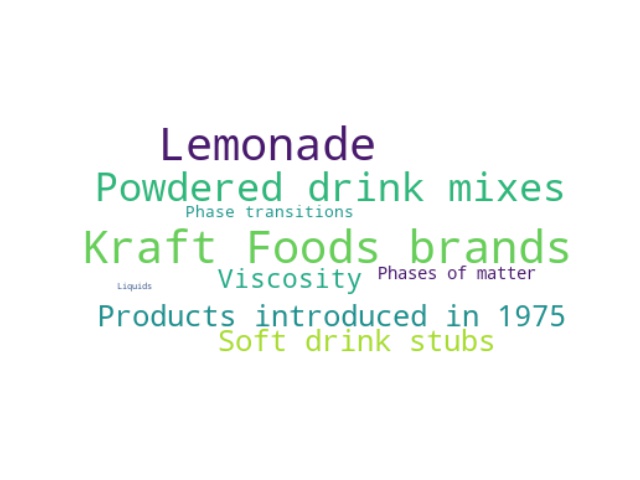 Lemonade
Powdered drink mixes
Phase transitions
Kraft Foods brands
Viscosity
Phases of matter
Liquids
Products introduced in 1975
Soft drink stubs